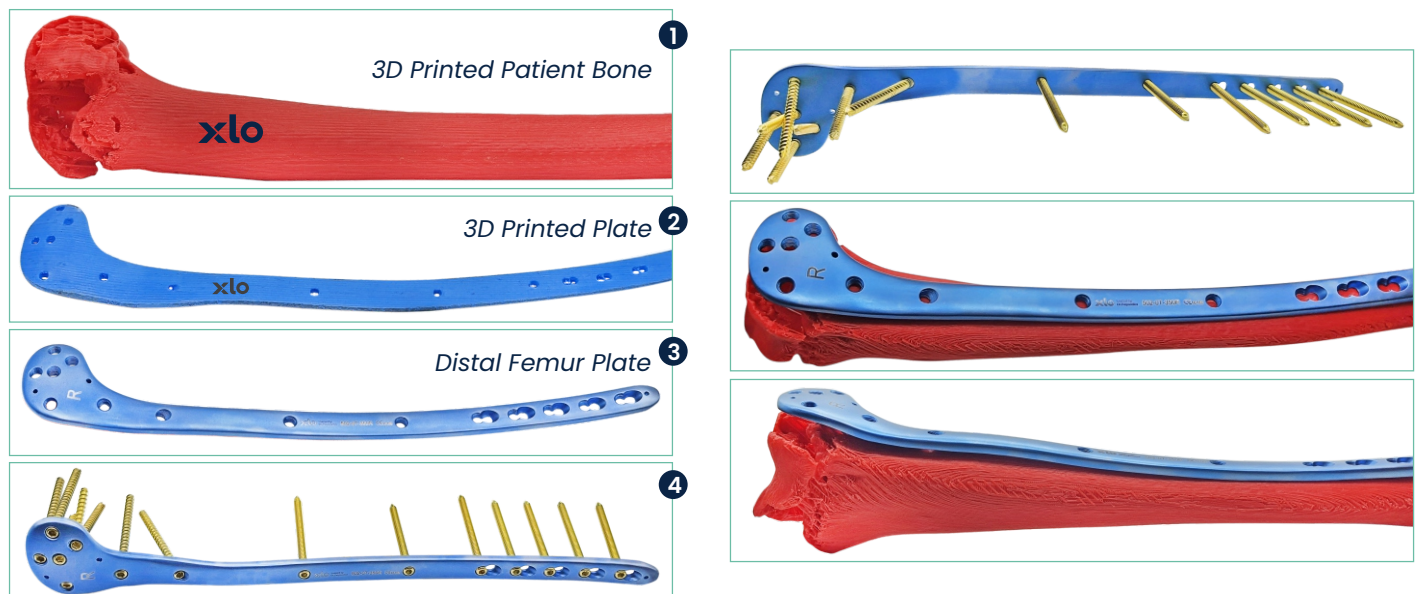 1
3D Printed Patient Bone
xlo
2
3D Printed Plate
xlo
3
Distal Femur Plate
R
4
R
R
xlo